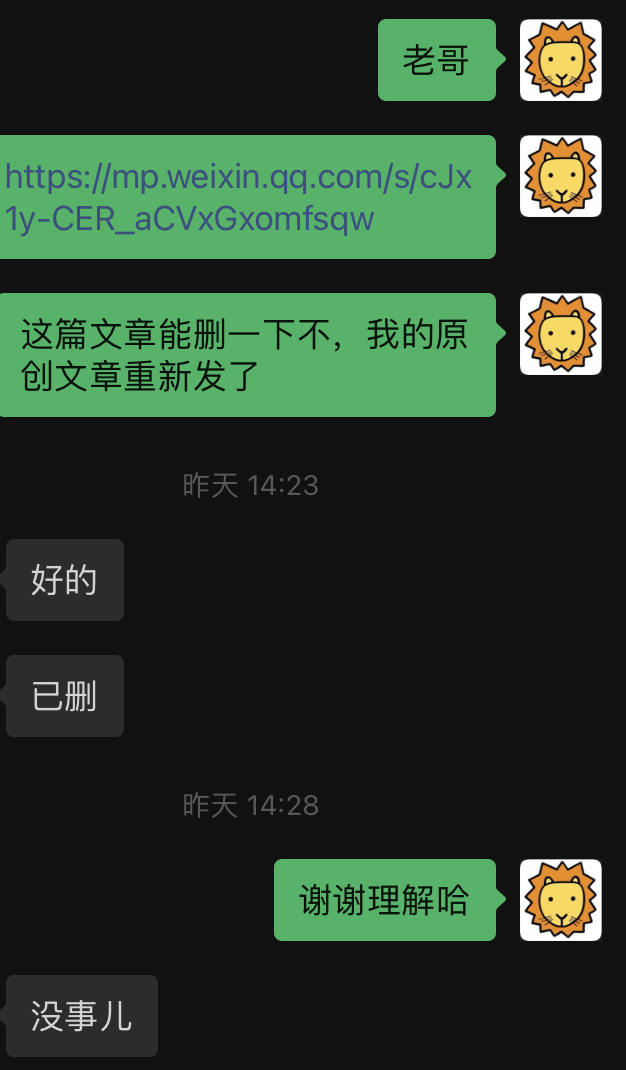 老哥
https://mp.weixin.qq.com/s/cJx
1y-CER_aCVxGxomfsqw
这篇文章能删一下不，我的原
创文章重新发了
昨天 14:23
好的
已删
昨天 14:28
谢谢理解哈
没事儿